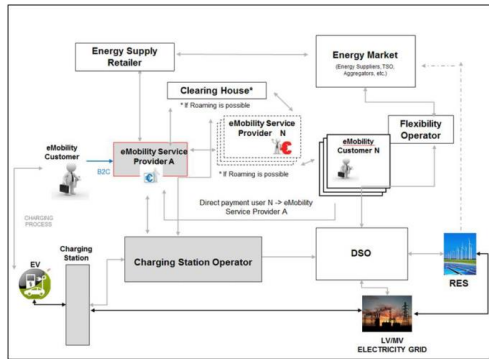 Energy Supply
Retailer
Energy Market
(Energy Suppliers, TSO,
Aggregators, etc.)
Clearing House*
* If Roaming is possible
Flexibility
Operator
eMobility
Customer
B2C
eMobility Service
Provider A
eMobility Service
Provider N
* If Roaming is possible
eMobility
Customer N
Direct payment user N -> eMobility
Service Provider A
CHARGING
PROCESS
EV
Charging
Station
Charging Station Operator
DSO
RES
LV/MV
ELECTRICITY GRID